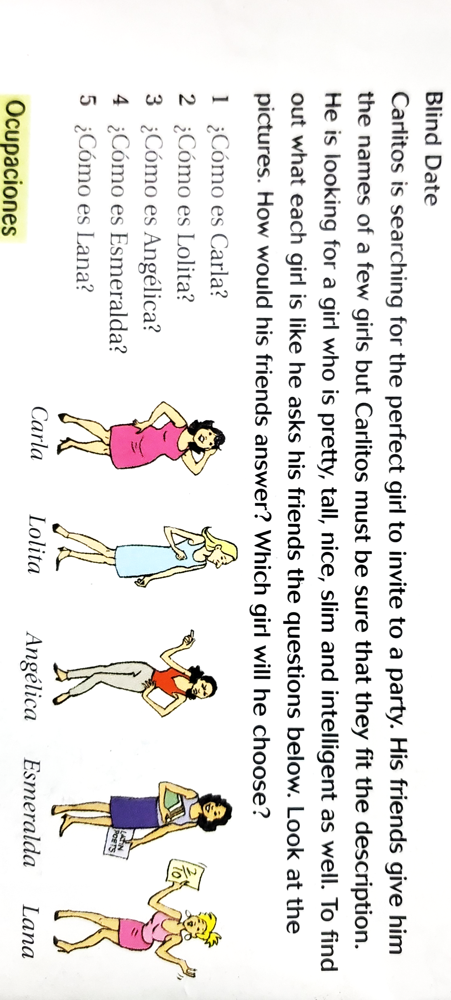 Blind Date
Carlitos is searching for the perfect girl to invite to a party. His friends give him
the names of a few girls but Carlitos must be sure that they fit the description.
He is looking for a girl who is pretty, tall, nice, slim and intelligent as well. To find
out what each girl is like he asks his friends the questions below. Look at the
pictures. How would his friends answer? Which girl will he choose?
1 ¿Cómo es Carla?
2 ¿Cómo es Lolita?
3 ¿Cómo es Angélica?
4 ¿Cómo es Esmeralda?
5 ¿Cómo es Lana?
LATIN
POETS
2/10
Carla Lolita Angélica Esmeralda Lana
Ocupaciones